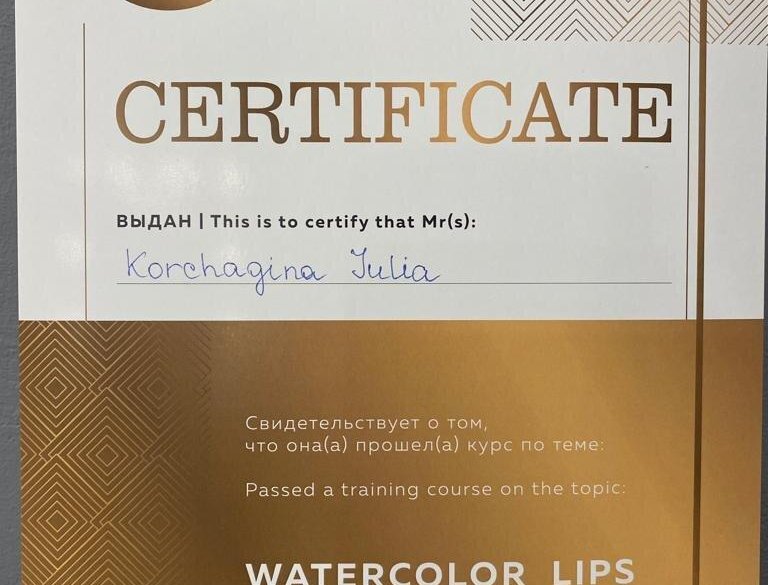 CERTIFICATE
ВЫДАН | This is to certify that Mr(s):
Korchagina Iulia
Свидетельствует о том,
что она(а) прошел(а) курс по теме:
Passed a training course on the topic:
WATERCOLOR LIPS